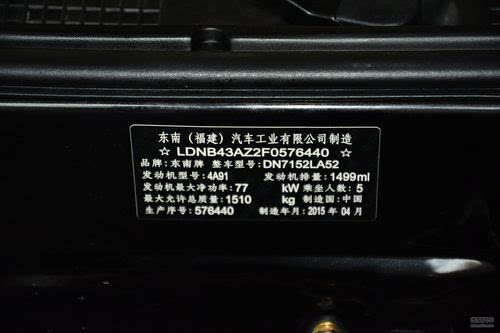 东南（福建）汽车工业有限公司制造
☆ LDNB43AZ2F0576440 ☆
品牌：东南牌 整车型号：DN7152LA52
发动机型号：4A91 发动机排量：1499ml
发动机最大净功率：77 kW 乘坐人数：5
最大允许总质量：1510 kg 制造国：中国
生产序号：576440 制造年月：2015 年 04 月